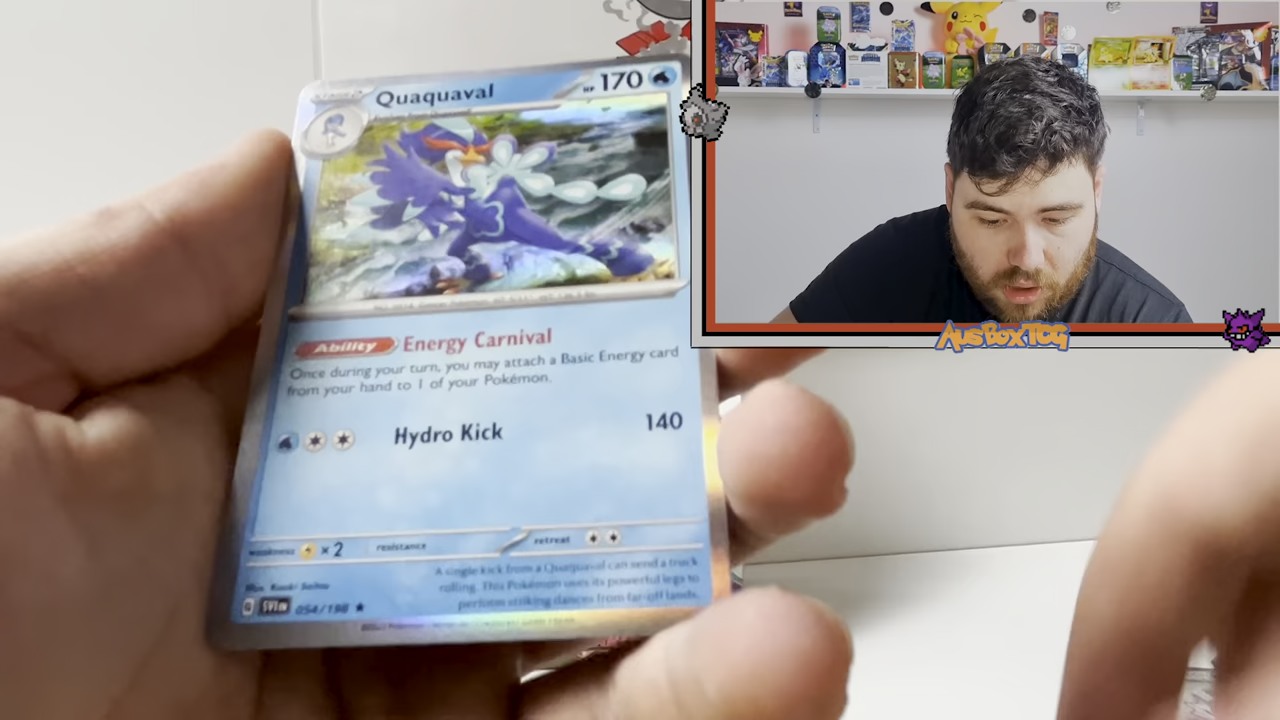 Quaquaval
HP 170
Ability Energy Carnival
Once during your turn, you may attach a Basic Energy card
from your hand to 1 of your Pokémon.
Hydro Kick 140
weakness × 2 resistance retreat
A single kick from a Quaquaval can send a truck
rolling. This Pokémon uses its powerful legs to
perform striking dances from far-off lands.
G SVI EN 054/198
AusBoxTCG